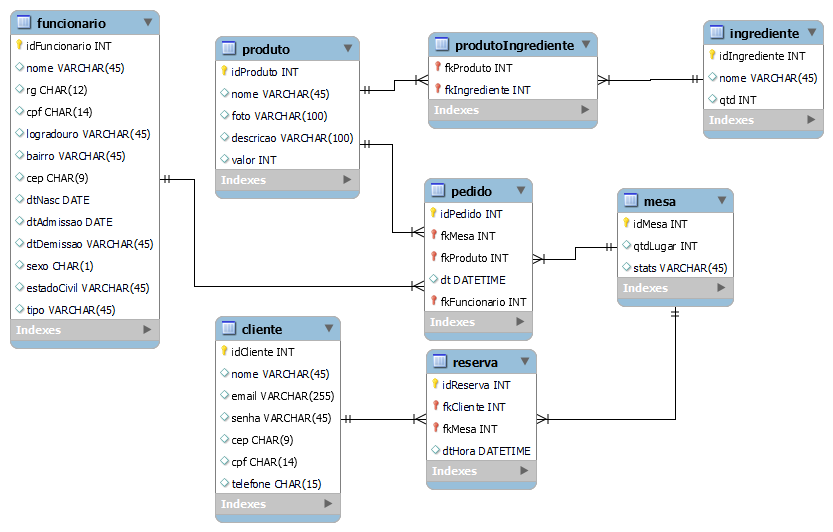 funcionario
idFuncionario INT
nome VARCHAR(45)
rg CHAR(12)
cpf CHAR(14)
logradouro VARCHAR(45)
bairro VARCHAR(45)
cep CHAR(9)
dtNasc DATE
dtAdmissao DATE
dtDemissao VARCHAR(45)
sexo CHAR(1)
estadoCivil VARCHAR(45)
tipo VARCHAR(45)
Indexes
produto
idProduto INT
nome VARCHAR(45)
foto VARCHAR(100)
descricao VARCHAR(100)
valor INT
Indexes
produtoIngrediente
fkProduto INT
fkIngrediente INT
Indexes
ingrediente
idIngrediente INT
nome VARCHAR(45)
qtd INT
Indexes
pedido
idPedido INT
fkMesa INT
fkProduto INT
dt DATETIME
fkFuncionario INT
Indexes
mesa
idMesa INT
qtdLugar INT
stats VARCHAR(45)
Indexes
cliente
idCliente INT
nome VARCHAR(45)
email VARCHAR(255)
senha VARCHAR(45)
cep CHAR(9)
cpf CHAR(14)
telefone CHAR(15)
Indexes
reserva
idReserva INT
fkCliente INT
fkMesa INT
dtHora DATETIME
Indexes